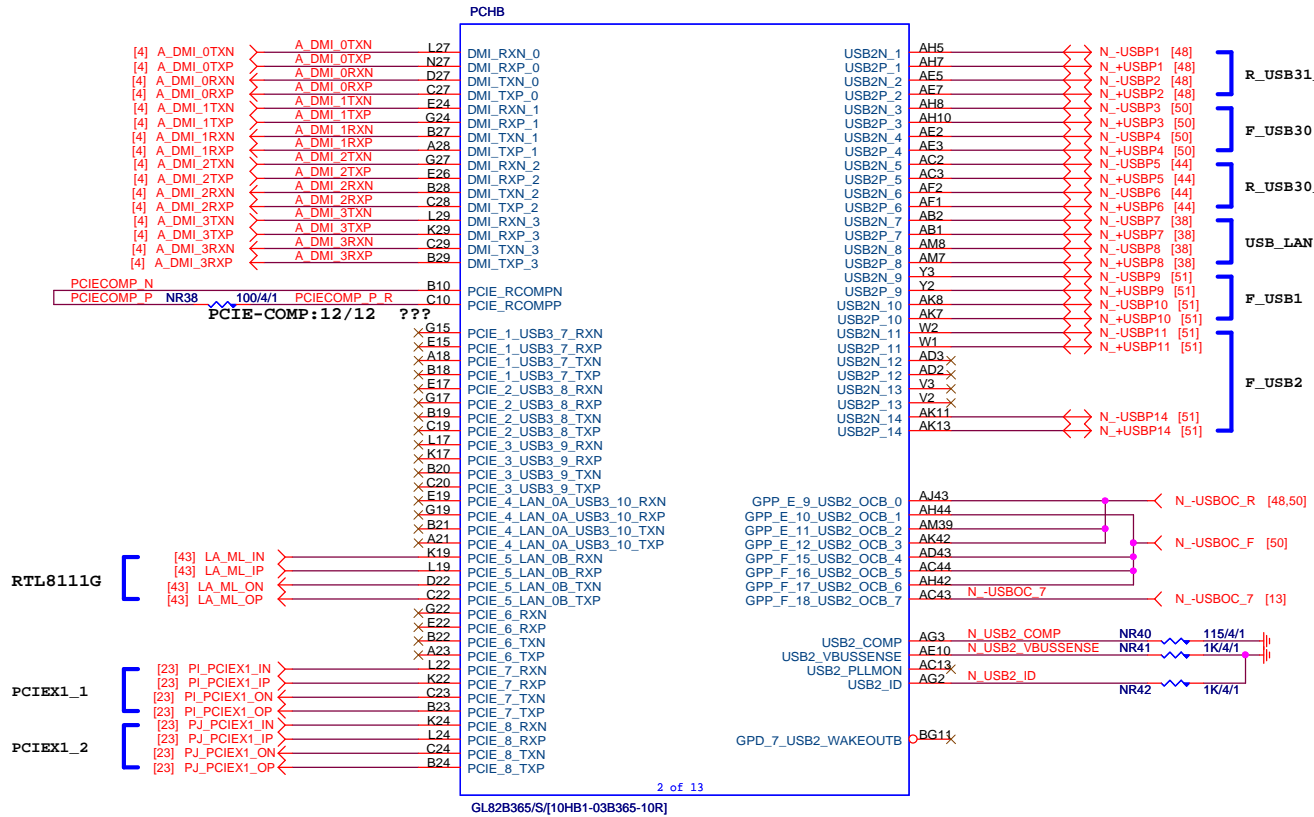 PCHB
[4] A_DMI_0TXN A_DMI_0TXN L27 DMI_RXN_0
[4] A_DMI_0TXP A_DMI_0TXP N27 DMI_RXP_0
[4] A_DMI_0RXN A_DMI_0RXN D27 DMI_TXN_0
[4] A_DMI_0RXP A_DMI_0RXP C27 DMI_TXP_0
[4] A_DMI_1TXN A_DMI_1TXN E24 DMI_RXN_1
[4] A_DMI_1TXP A_DMI_1TXP G24 DMI_RXP_1
[4] A_DMI_1RXN A_DMI_1RXN B27 DMI_TXN_1
[4] A_DMI_1RXP A_DMI_1RXP A28 DMI_TXP_1
[4] A_DMI_2TXN A_DMI_2TXN G27 DMI_RXN_2
[4] A_DMI_2TXP A_DMI_2TXP E26 DMI_RXP_2
[4] A_DMI_2RXN A_DMI_2RXN B28 DMI_TXN_2
[4] A_DMI_2RXP A_DMI_2RXP C28 DMI_TXP_2
[4] A_DMI_3TXN A_DMI_3TXN L29 DMI_RXN_3
[4] A_DMI_3TXP A_DMI_3TXP K29 DMI_RXP_3
[4] A_DMI_3RXN A_DMI_3RXN C29 DMI_TXN_3
[4] A_DMI_3RXP A_DMI_3RXP B29 DMI_TXP_3
PCIECOMP_N B10 PCIE_RCOMPN
PCIECOMP_P NR38 100/4/1 PCIECOMP_P_R C10 PCIE_RCOMPP
PCIE-COMP:12/12 ???
G15 PCIE_1_USB3_7_RXN
E15 PCIE_1_USB3_7_RXP
A18 PCIE_1_USB3_7_TXN
B18 PCIE_1_USB3_7_TXP
E17 PCIE_2_USB3_8_RXN
G17 PCIE_2_USB3_8_RXP
B19 PCIE_2_USB3_8_TXN
C19 PCIE_2_USB3_8_TXP
L17 PCIE_3_USB3_9_RXN
K17 PCIE_3_USB3_9_RXP
B20 PCIE_3_USB3_9_TXN
C20 PCIE_3_USB3_9_TXP
E19 PCIE_4_LAN_0A_USB3_10_RXN
G19 PCIE_4_LAN_0A_USB3_10_RXP
B21 PCIE_4_LAN_0A_USB3_10_TXN
A21 PCIE_4_LAN_0A_USB3_10_TXP
RTL8111G
[43] LA_ML_IN K19 PCIE_5_LAN_0B_RXN
[43] LA_ML_IP L19 PCIE_5_LAN_0B_RXP
[43] LA_ML_ON D22 PCIE_5_LAN_0B_TXN
[43] LA_ML_OP C22 PCIE_5_LAN_0B_TXP
G22 PCIE_6_RXN
E22 PCIE_6_RXP
B22 PCIE_6_TXN
A23 PCIE_6_TXP
PCIEX1_1
[23] PI_PCIEX1_IN L22 PCIE_7_RXN
[23] PI_PCIEX1_IP K22 PCIE_7_RXP
[23] PI_PCIEX1_ON C23 PCIE_7_TXN
[23] PI_PCIEX1_OP B23 PCIE_7_TXP
PCIEX1_2
[23] PJ_PCIEX1_IN K24 PCIE_8_RXN
[23] PJ_PCIEX1_IP L24 PCIE_8_RXP
[23] PJ_PCIEX1_ON C24 PCIE_8_TXN
[23] PJ_PCIEX1_OP B24 PCIE_8_TXP
USB2N_1 AH5 N_-USBP1 [48]
USB2P_1 AH7 N_+USBP1 [48]
USB2N_2 AE5 N_-USBP2 [48]
USB2P_2 AE7 N_+USBP2 [48]
R_USB31_
USB2N_3 AH8 N_-USBP3 [50]
USB2P_3 AH10 N_+USBP3 [50]
USB2N_4 AE2 N_-USBP4 [50]
USB2P_4 AE3 N_+USBP4 [50]
F_USB30
USB2N_5 AC2 N_-USBP5 [44]
USB2P_5 AC3 N_+USBP5 [44]
USB2N_6 AF2 N_-USBP6 [44]
USB2P_6 AF1 N_+USBP6 [44]
R_USB30_
USB2N_7 AB2 N_-USBP7 [38]
USB2P_7 AB1 N_+USBP7 [38]
USB2N_8 AM8 N_-USBP8 [38]
USB2P_8 AM7 N_+USBP8 [38]
USB_LAN
USB2N_9 Y3 N_-USBP9 [51]
USB2P_9 Y2 N_+USBP9 [51]
USB2N_10 AK8 N_-USBP10 [51]
USB2P_10 AK7 N_+USBP10 [51]
F_USB1
USB2N_11 W2 N_-USBP11 [51]
USB2P_11 W1 N_+USBP11 [51]
USB2N_12 AD3
USB2P_12 AD2
USB2N_13 V3
USB2P_13 V2
USB2N_14 AK11 N_-USBP14 [51]
USB2P_14 AK13 N_+USBP14 [51]
F_USB2
GPP_E_9_USB2_OCB_0 AJ43 N_-USBOC_R [48,50]
GPP_E_10_USB2_OCB_1 AH44
GPP_E_11_USB2_OCB_2 AM39
GPP_E_12_USB2_OCB_3 AK42 N_-USBOC_F [50]
GPP_F_15_USB2_OCB_4 AD43
GPP_F_16_USB2_OCB_5 AC44
GPP_F_17_USB2_OCB_6 AH42
GPP_F_18_USB2_OCB_7 AC43 N_-USBOC_7 N_-USBOC_7 [13]
USB2_COMP AG3 N_USB2_COMP NR40 115/4/1
USB2_VBUSSENSE AE10 N_USB2_VBUSSENSE NR41 1K/4/1
USB2_PLLMON AC13
USB2_ID AG2 N_USB2_ID NR42 1K/4/1
GPD_7_USB2_WAKEOUTB BG11
2 of 13
GL82B365/S/[10HB1-03B365-10R]